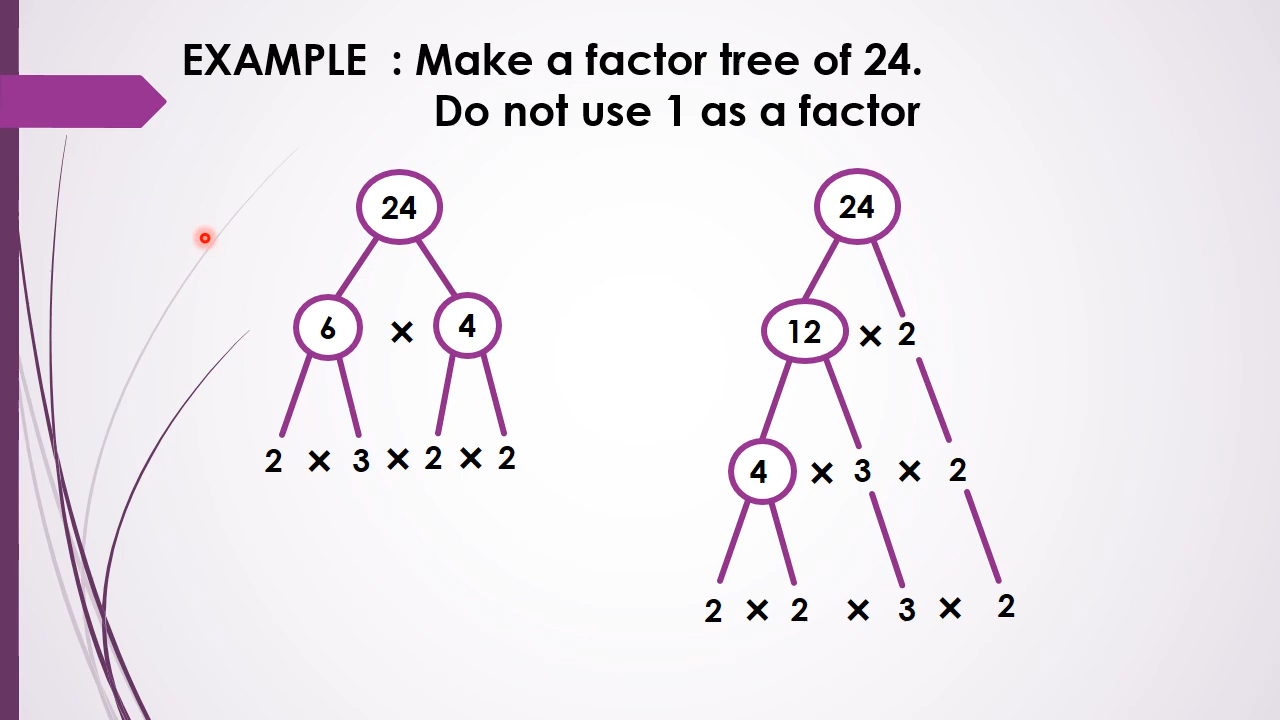 EXAMPLE : Make a factor tree of 24.
Do not use 1 as a factor
24
6 × 4
2 × 3 × 2 × 2
24
12 × 2
4 × 3 × 2
2 × 2 × 3 × 2